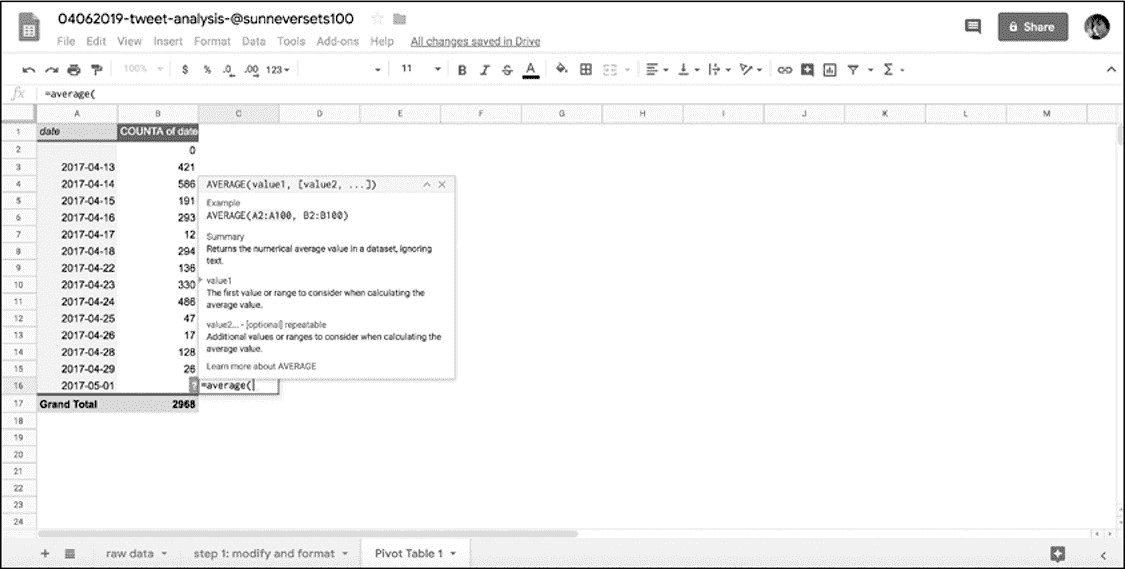 04062019-tweet-analysis-@sunneversets100
File Edit View Insert Format Data Tools Add-ons Help All changes saved in Drive
Share
100% $ % .0 .00 123 11 B I S A Σ
fx =average(
A B C D E F G H I J K L M
1 date COUNTA of date
2 0
3 2017-04-13 421
4 2017-04-14 586
5 2017-04-15 191
6 2017-04-16 293
7 2017-04-17 12
8 2017-04-18 294
9 2017-04-22 136
10 2017-04-23 330
11 2017-04-24 486
12 2017-04-25 47
13 2017-04-26 17
14 2017-04-28 128
15 2017-04-29 26
16 2017-05-01 ? =average(
17 Grand Total 2968
18
19
20
21
22
23
24
AVERAGE(value1, [value2, ...])
Example
AVERAGE(A2:A100, B2:B100)
Summary
Returns the numerical average value in a dataset, ignoring
text.
value1
The first value or range to consider when calculating the
average value.
value2... - [optional] repeatable
Additional values or ranges to consider when calculating the
average value.
Learn more about AVERAGE
raw data step 1: modify and format Pivot Table 1